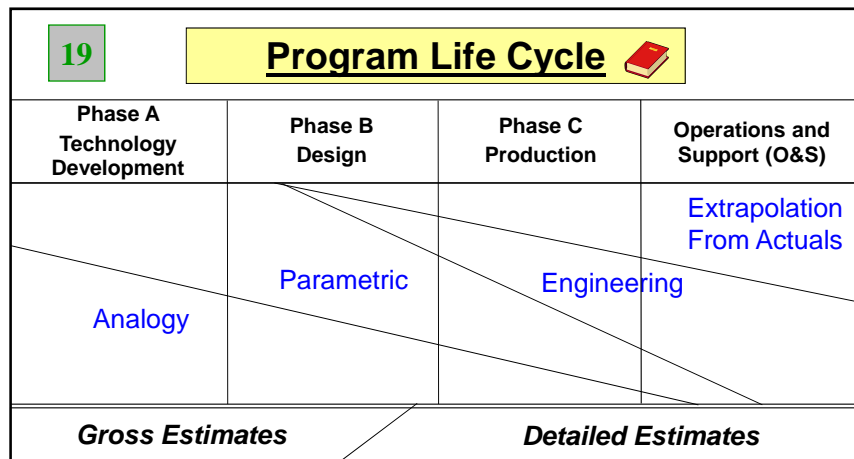 19
Program Life Cycle
Phase A
Technology
Development
Phase B
Design
Phase C
Production
Operations and
Support (O&S)
Extrapolation
From Actuals
Parametric
Engineering
Analogy
Gross Estimates
Detailed Estimates